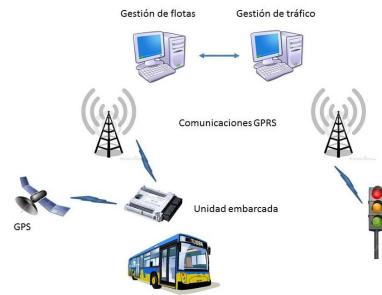 Gestión de flotas
Gestión de tráfico
Comunicaciones GPRS
GPS
Unidad embarcada